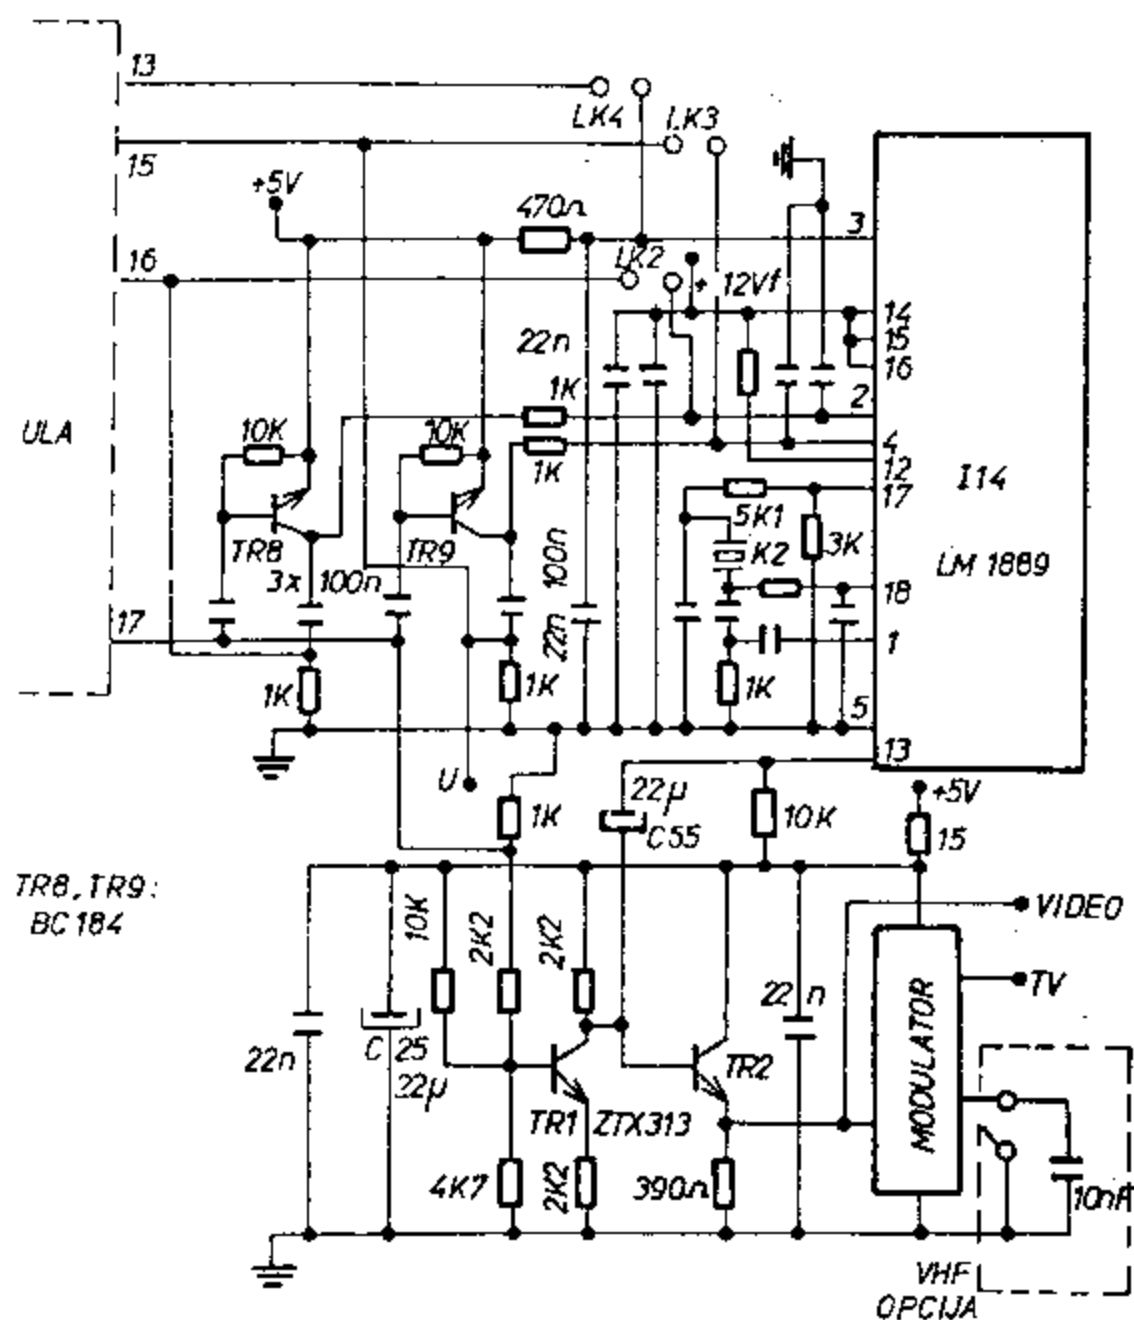 13
LK4
LK3
15
+5V
470Ω
3
16
LK2
+ 12Vf
14
15
16
22n
1K
2
ULA
10K
10K
1K
4
12
17
I14
5K1
TR8
TR9
K2
3K
LM 1889
3x 100n
100n
18
17
22n
1
1K
1K
1K
5
13
U
22µ
+5V
1K
C55
10K
15
TR8, TR9:
BC 184
10K
2K2
2K2
VIDEO
22n
TV
MODULATOR
22n
C 25
22µ
TR2
TR1 ZTX313
4K7
2K2
390Ω
10nF
VHF
OPCIJA